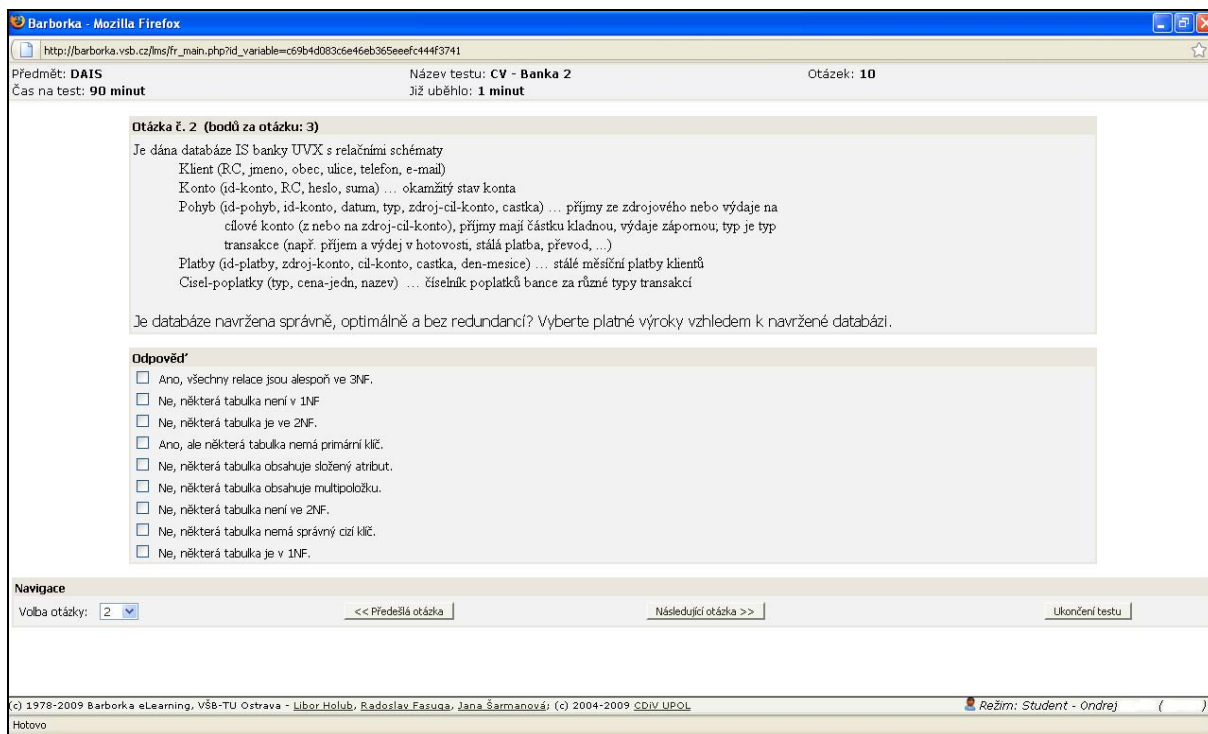 Barborka - Mozilla Firefox
http://barborka.vsb.cz/lms/fr_main.php?id_variable=c69b4d083c6e46eb365eeefc444f3741
Předmět: DAIS Název testu: CV - Banka 2 Otázek: 10
Čas na test: 90 minut Již uběhlo: 1 minut
Otázka č. 2 (bodů za otázku: 3)
Je dána databáze IS banky UVX s relačními schématy
Klient (RC, jmeno, obec, ulice, telefon, e-mail)
Konto (id-konto, RC, heslo, suma) ... okamžitý stav konta
Pohyb (id-pohyb, id-konto, datum, typ, zdroj-cil-konto, castka) ... příjmy ze zdrojového nebo výdaje na
cílové konto (z nebo na zdroj-cil-konto), příjmy mají částku kladnou, výdaje zápornou; typ je typ
transakce (např. příjem a výdej v hotovosti, stálá platba, převod, ...)
Platby (id-platby, zdroj-konto, cil-konto, castka, den-mesice) ... stálé měsíční platby klientů
Cisel-poplatky (typ, cena-jedn, nazev) ... číselník poplatků bance za různé typy transakcí
Je databáze navržena správně, optimálně a bez redundancí? Vyberte platné výroky vzhledem k navržené databázi.
Odpověď
Ano, všechny relace jsou alespoň ve 3NF.
Ne, některá tabulka není v 1NF
Ne, některá tabulka je ve 2NF.
Ano, ale některá tabulka nemá primární klíč.
Ne, některá tabulka obsahuje složený atribut.
Ne, některá tabulka obsahuje multipoložku.
Ne, některá tabulka není ve 2NF.
Ne, některá tabulka nemá správný cizí klíč.
Ne, některá tabulka je v 1NF.
Navigace
Volba otázky: 2 << Předešlá otázka Následující otázka >> Ukončení testu
(c) 1978-2009 Barborka eLearning, VŠB-TU Ostrava - Libor Holub, Radoslav Fasuga, Jana Šarmanová; (c) 2004-2009 CDiV UPOL Režim: Student - Ondrej ( )
Hotovo